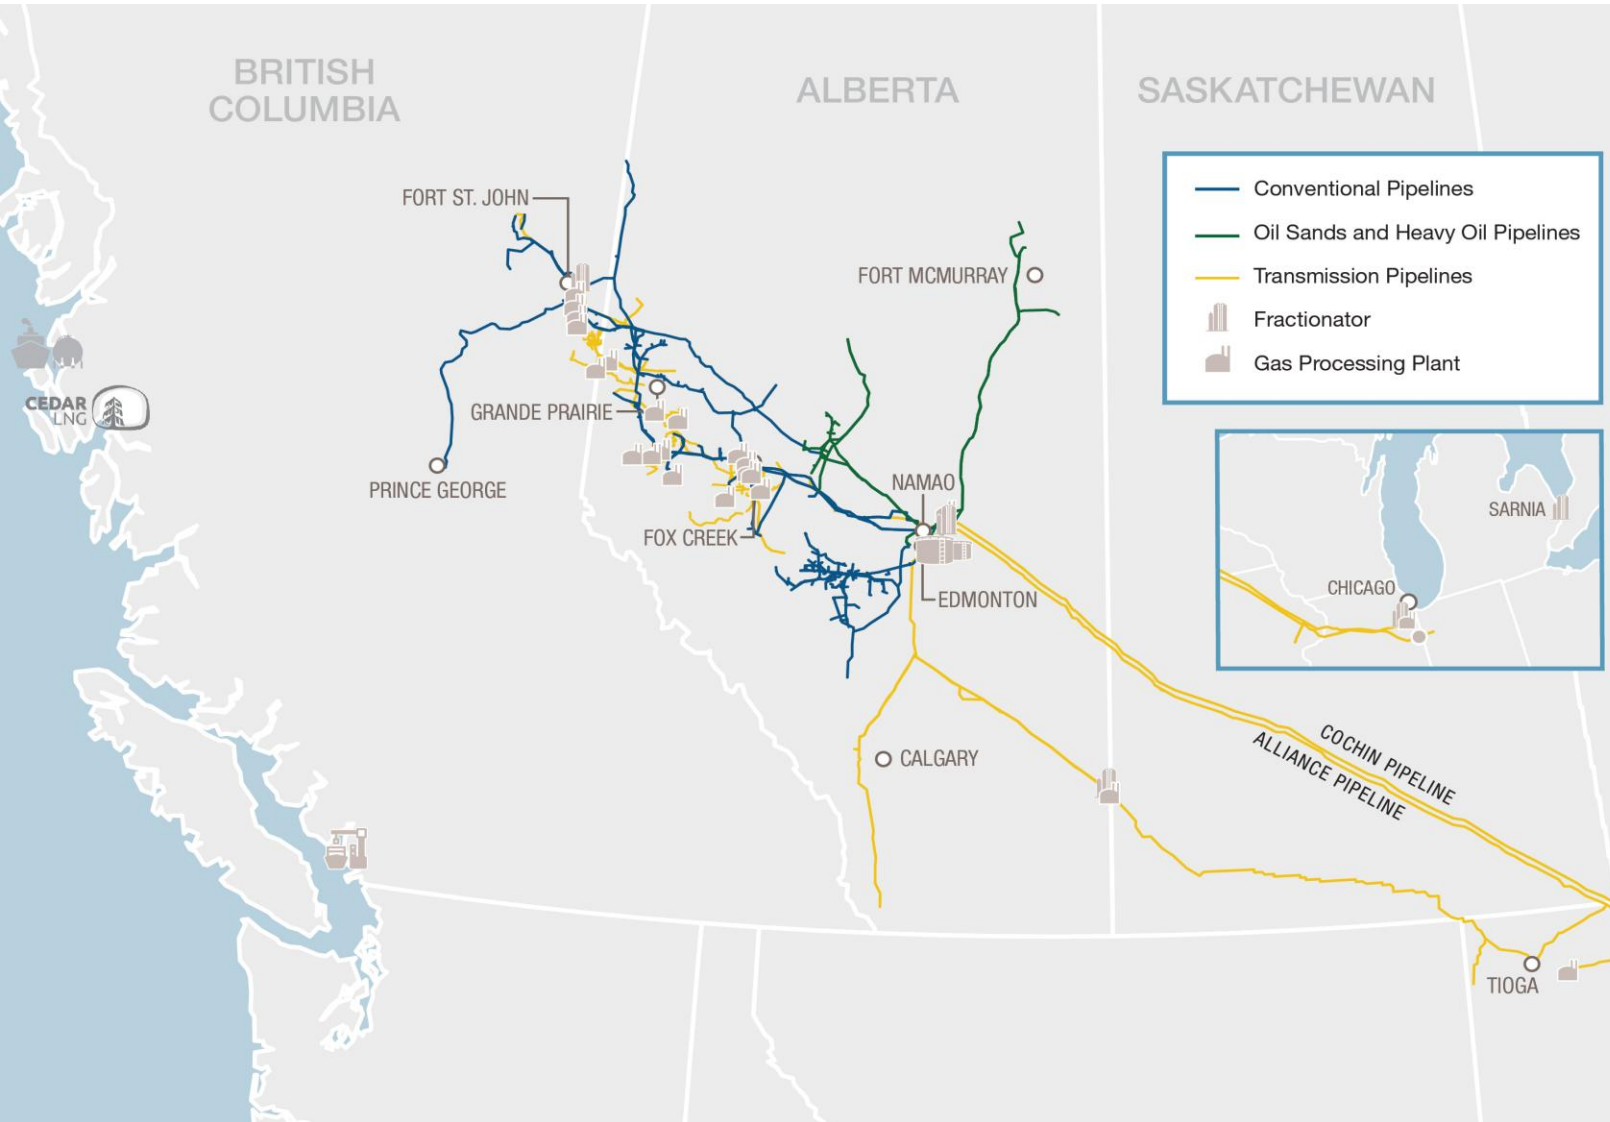 BRITISH
COLUMBIA
ALBERTA
SASKATCHEWAN
Conventional Pipelines
Oil Sands and Heavy Oil Pipelines
Transmission Pipelines
Fractionator
Gas Processing Plant
FORT ST. JOHN
FORT MCMURRAY
CEDAR
LNG
GRANDE PRAIRIE
PRINCE GEORGE
NAMAO
FOX CREEK
EDMONTON
SARNIA
CHICAGO
CALGARY
COCHIN PIPELINE
ALLIANCE PIPELINE
TIOGA